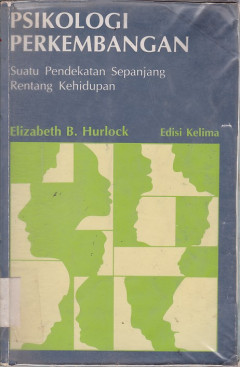 PSIKOLOGI
PERKEMBANGAN
Suatu Pendekatan Sepanjang
Rentang Kehidupan
Elizabeth B. Hurlock Edisi Kelima